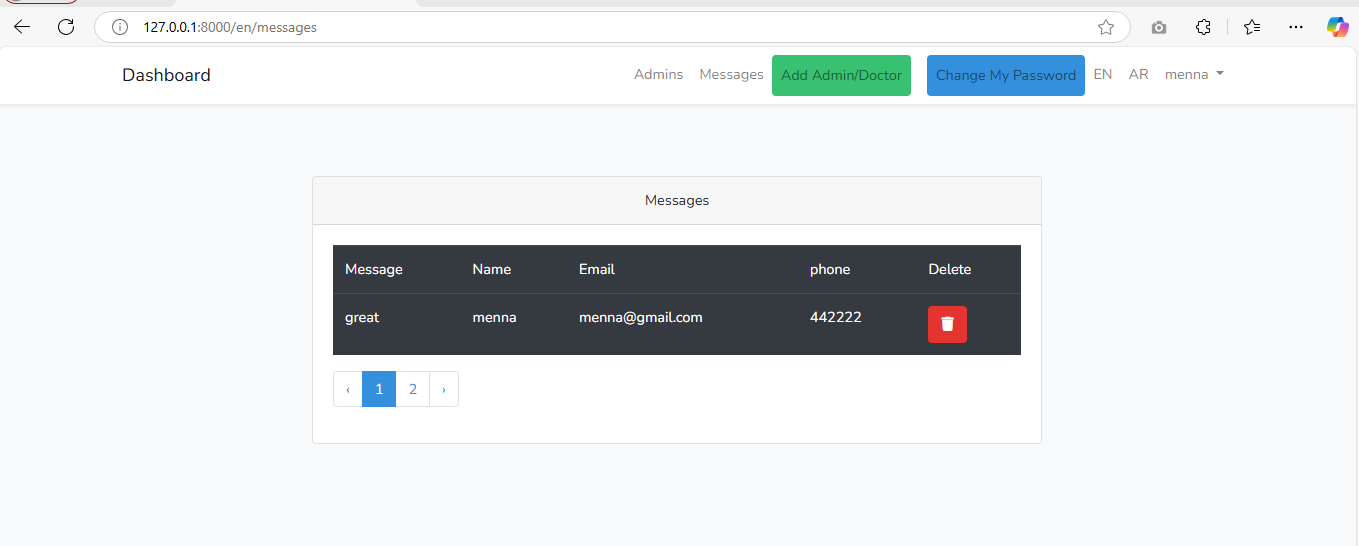 127.0.0.1:8000/en/messages
Dashboard Admins Messages Add Admin/Doctor Change My Password EN AR menna
Messages
Message Name Email phone Delete
great menna menna@gmail.com 442222
‹ 1 2 ›